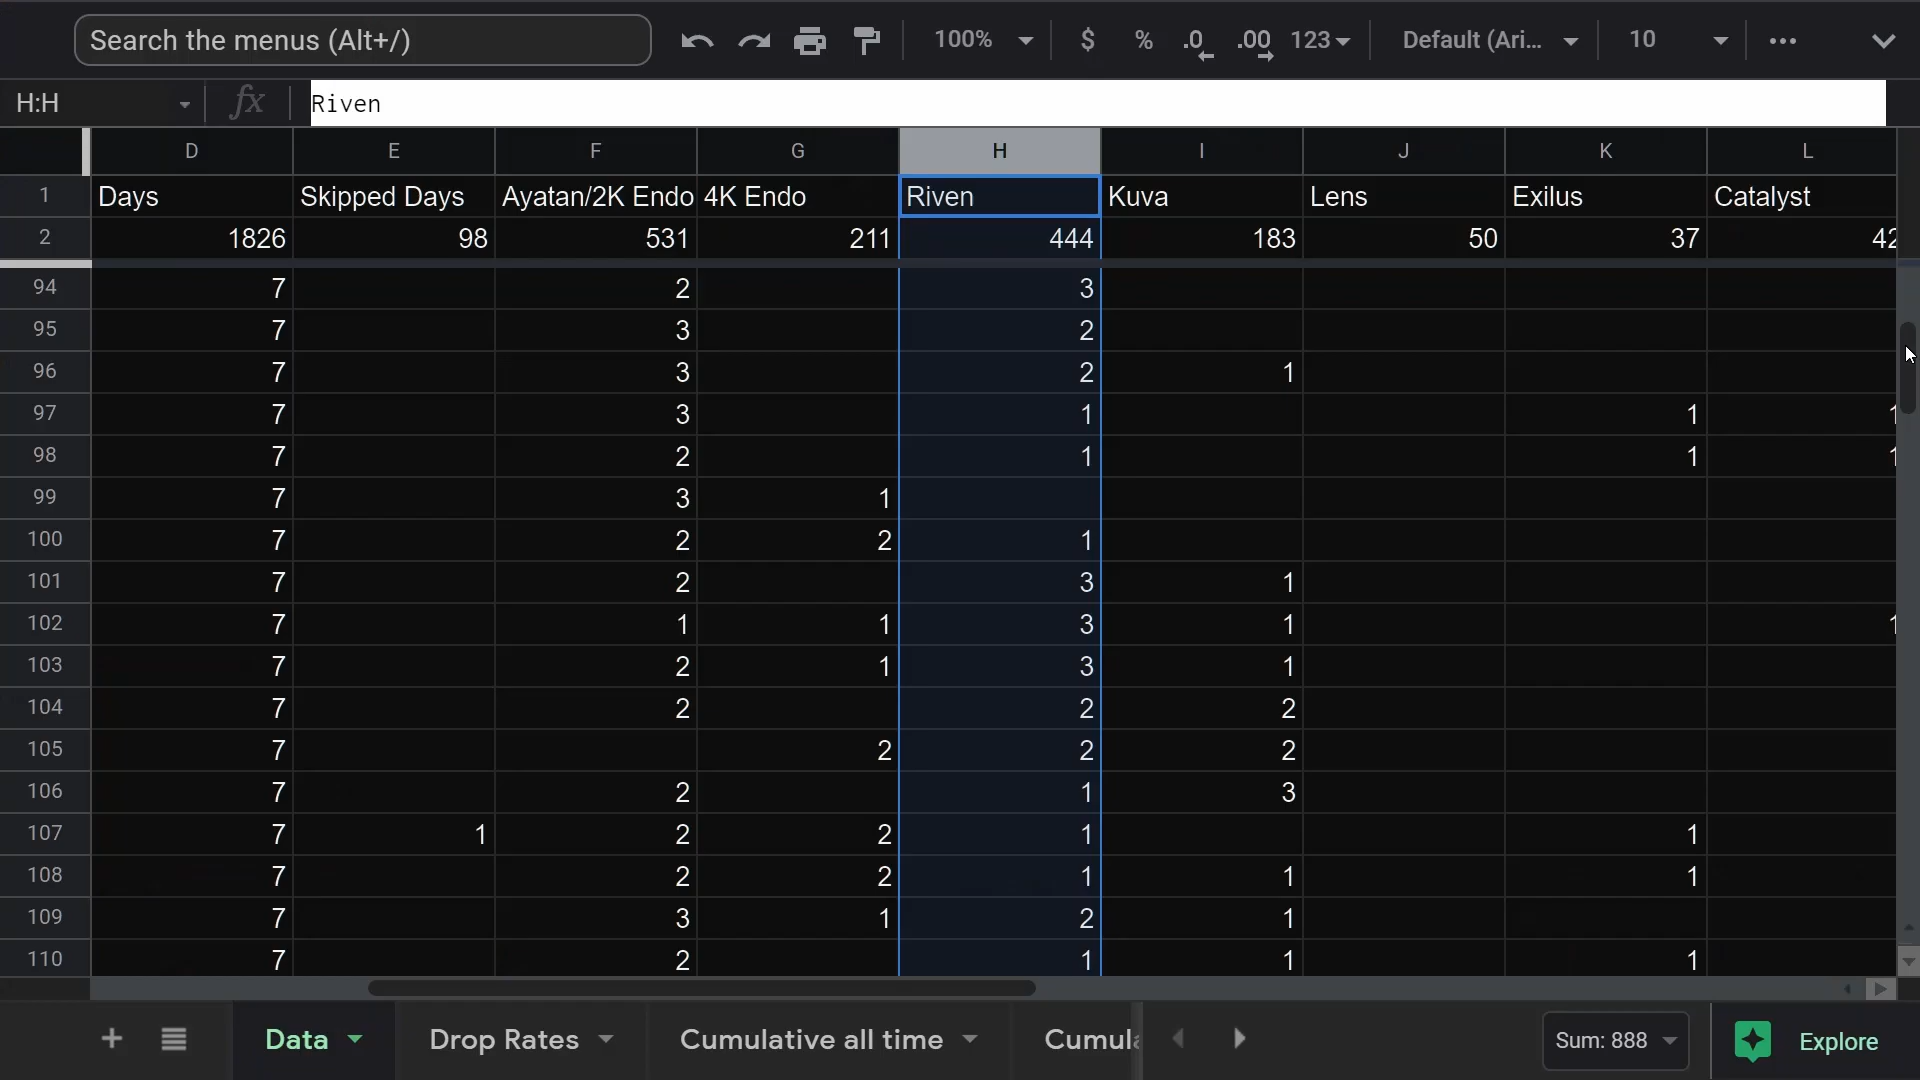 Search the menus (Alt+/)
100% $ % .0 .00 123 Default (Ari... 10
H:H fx Riven
D E F G H I J K L
1 Days Skipped Days Ayatan/2K Endo 4K Endo Riven Kuva Lens Exilus Catalyst
2 1826 98 531 211 444 183 50 37 42
94 7 2 3
95 7 3 2
96 7 3 2 1
97 7 3 1 1 1
98 7 2 1 1 1
99 7 3 1
100 7 2 2 1
101 7 2 3 1
102 7 1 1 3 1 1
103 7 2 1 3 1
104 7 2 2 2
105 7 2 2 2
106 7 2 1 3
107 7 1 2 2 1 1
108 7 2 2 1 1 1
109 7 3 1 2 1
110 7 2 1 1 1
Data Drop Rates Cumulative all time Cumula Sum: 888 Explore